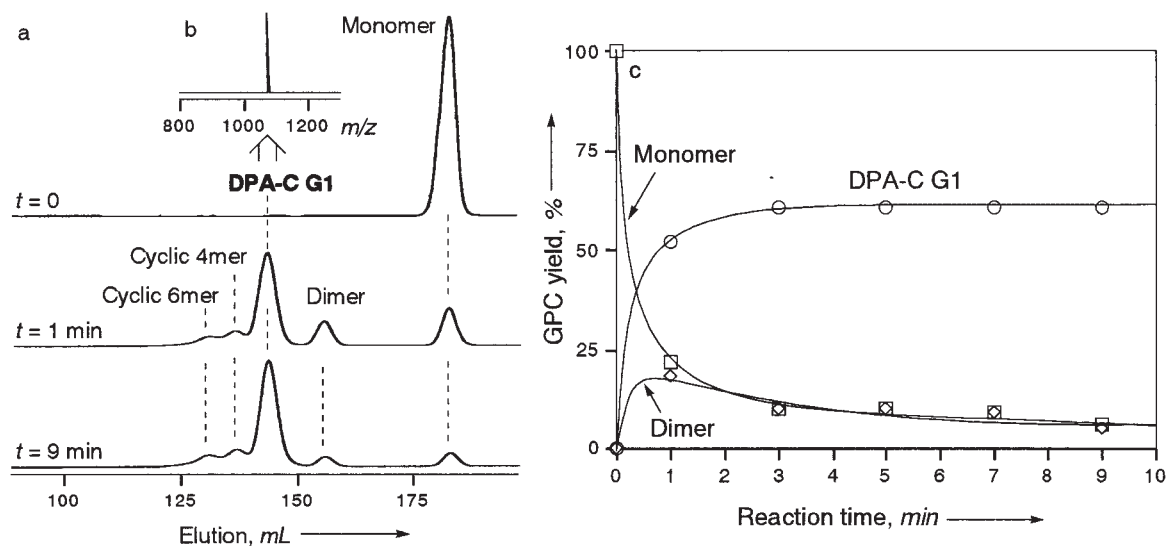 a
b
Monomer
800 1000 1200 m/z
DPA-C G1
t = 0
Cyclic 4mer
Cyclic 6mer
Dimer
t = 1 min
t = 9 min
100 125 150 175
Elution, mL
c
100
75
50
25
0
GPC yield, %
Monomer
DPA-C G1
Dimer
0 1 2 3 4 5 6 7 8 9 10
Reaction time, min